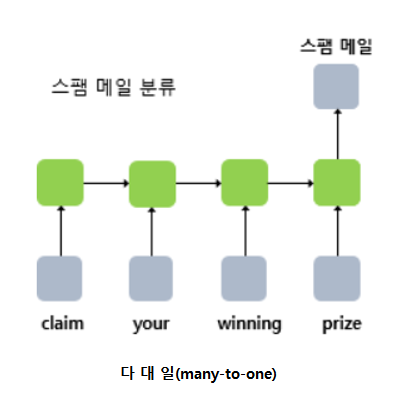 스팸 메일
스팸 메일 분류
claim your winning prize
다 대 일(many-to-one)